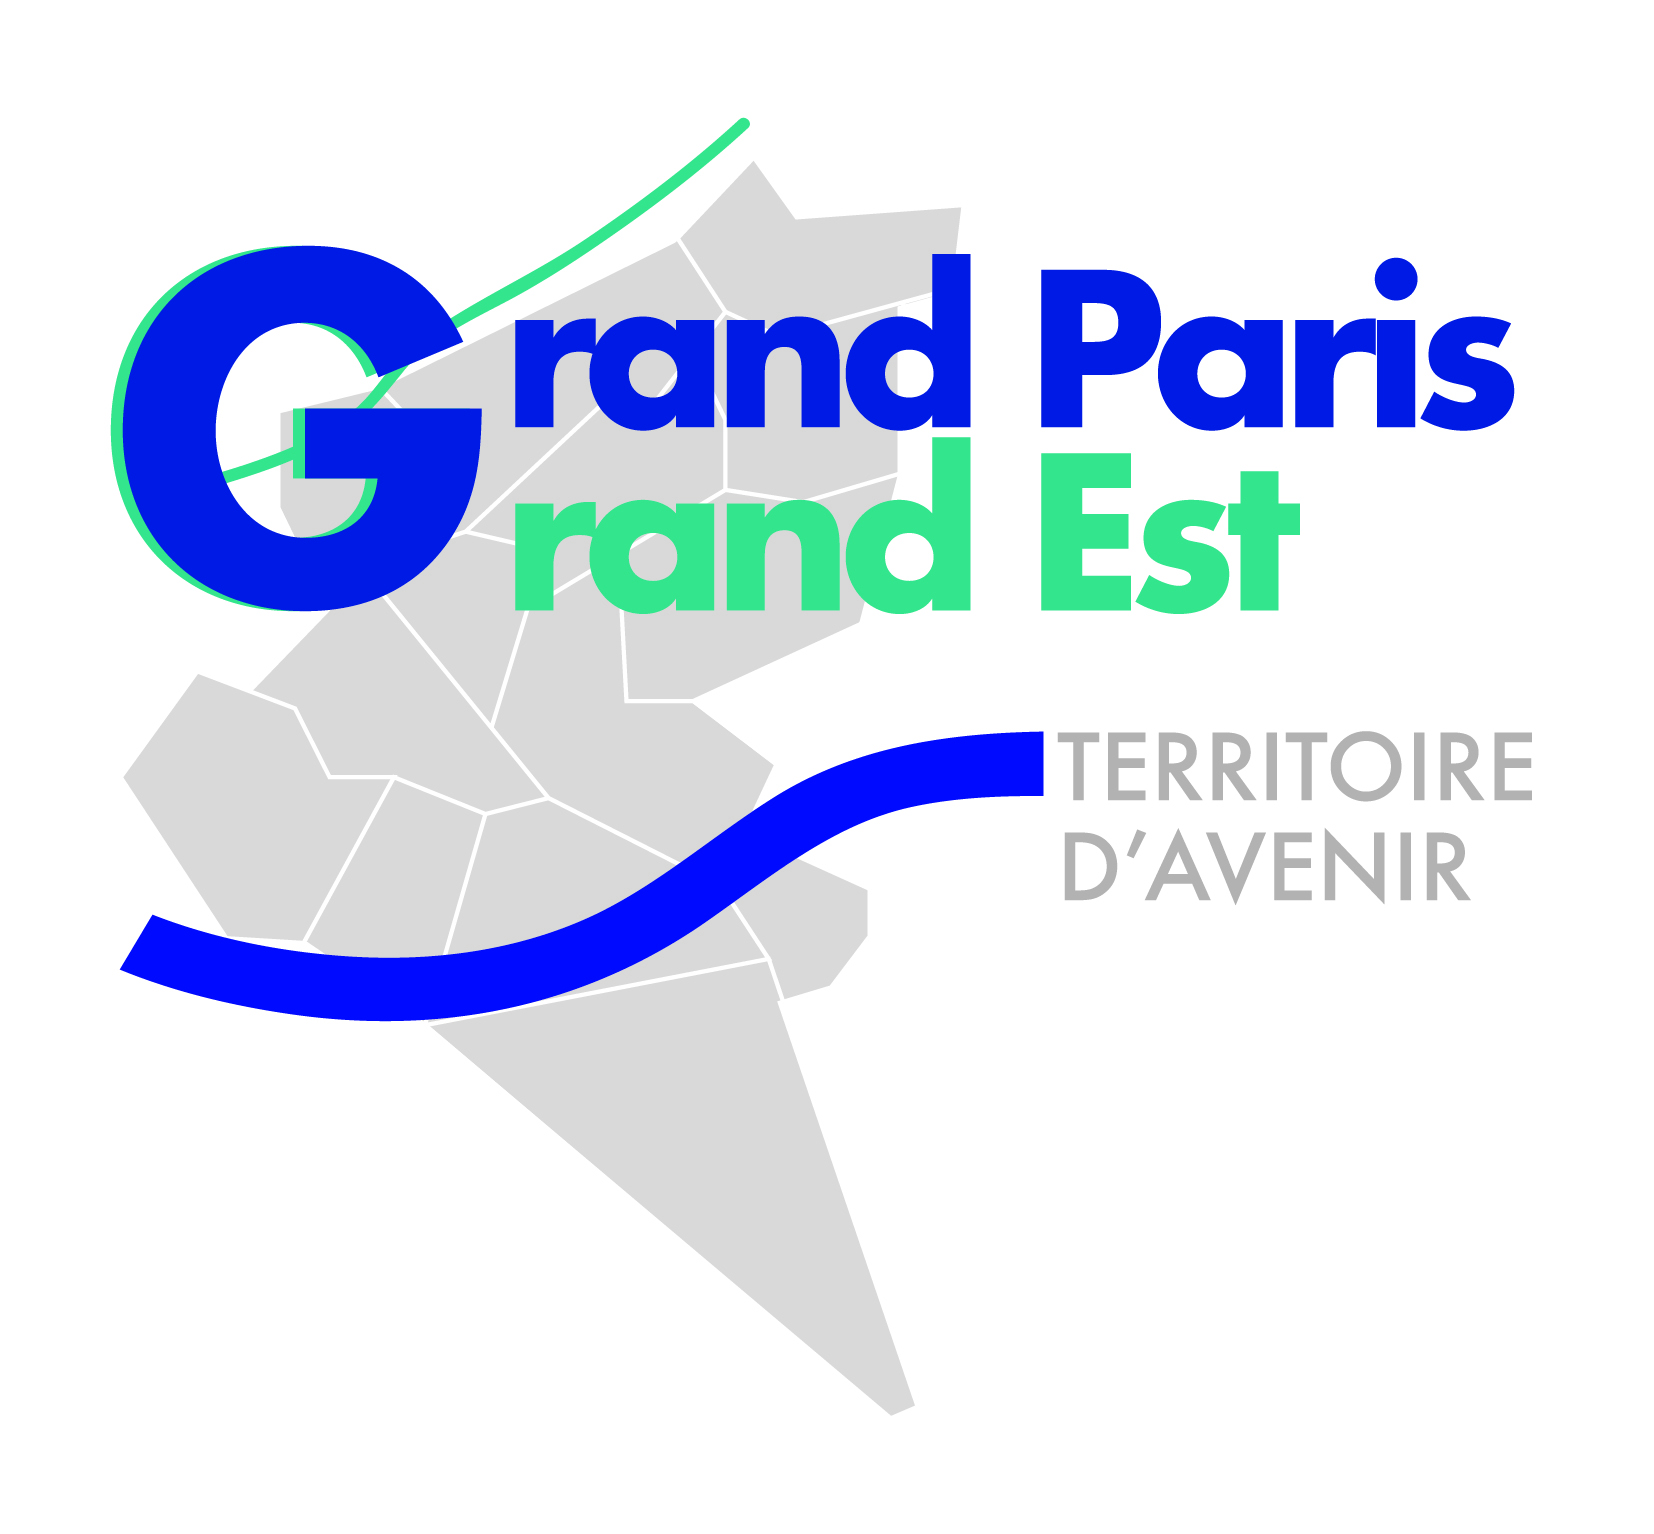 Grand Paris
Grand Est
TERRITOIRE
D’AVENIR